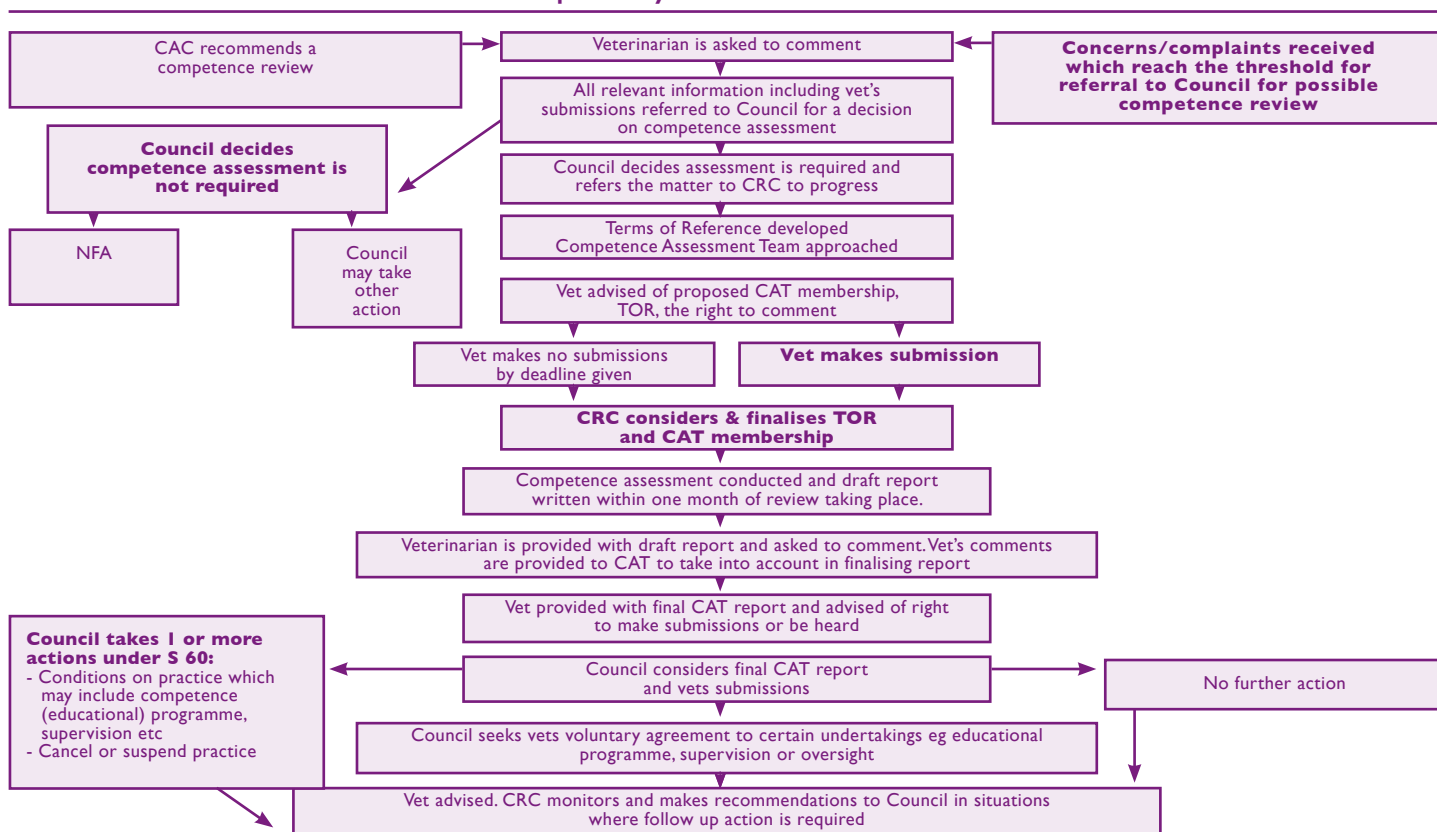 CAC recommends a
competence review
Veterinarian is asked to comment
Concerns/complaints received
which reach the threshold for
referral to Council for possible
competence review
All relevant information including vet's
submissions referred to Council for a decision
on competence assessment
Council decides
competence assessment is
not required
Council decides assessment is required and
refers the matter to CRC to progress
NFA
Council
may take
other
action
Terms of Reference developed
Competence Assessment Team approached
Vet advised of proposed CAT membership,
TOR, the right to comment
Vet makes no submissions
by deadline given
Vet makes submission
CRC considers & finalises TOR
and CAT membership
Competence assessment conducted and draft report
written within one month of review taking place.
Veterinarian is provided with draft report and asked to comment. Vet's comments
are provided to CAT to take into account in finalising report
Vet provided with final CAT report and advised of right
to make submissions or be heard
Council takes 1 or more
actions under S 60:
- Conditions on practice which
may include competence
(educational) programme,
supervision etc
- Cancel or suspend practice
Council considers final CAT report
and vets submissions
No further action
Council seeks vets voluntary agreement to certain undertakings eg educational
programme, supervision or oversight
Vet advised. CRC monitors and makes recommendations to Council in situations
where follow up action is required